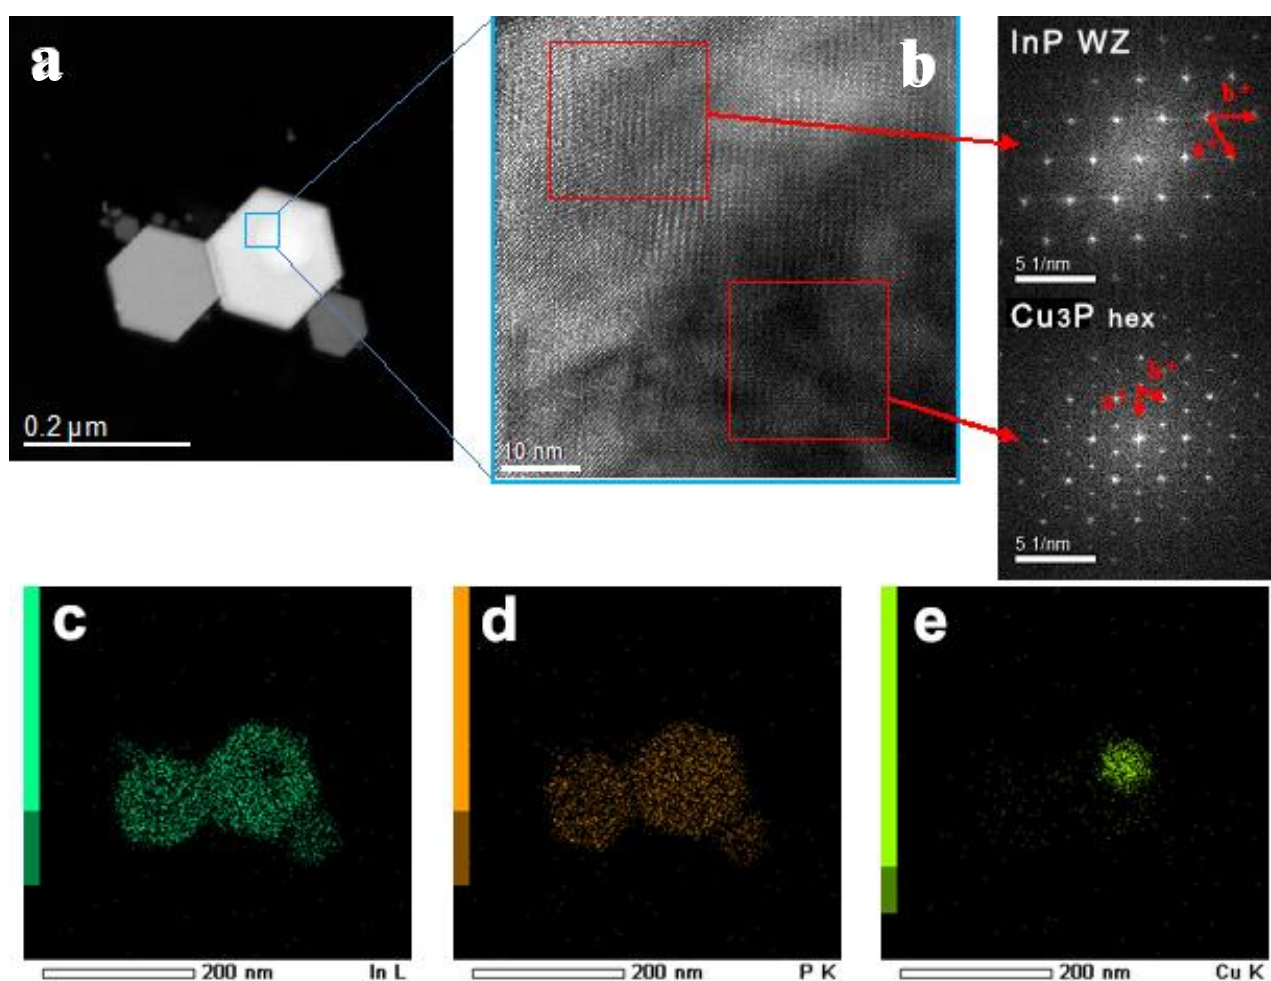 a
0.2 µm
b
10 nm
InP WZ
b*
a*
5 1/nm
Cu3P hex
b*
a*
5 1/nm
c
200 nm In L
d
200 nm P K
e
200 nm Cu K